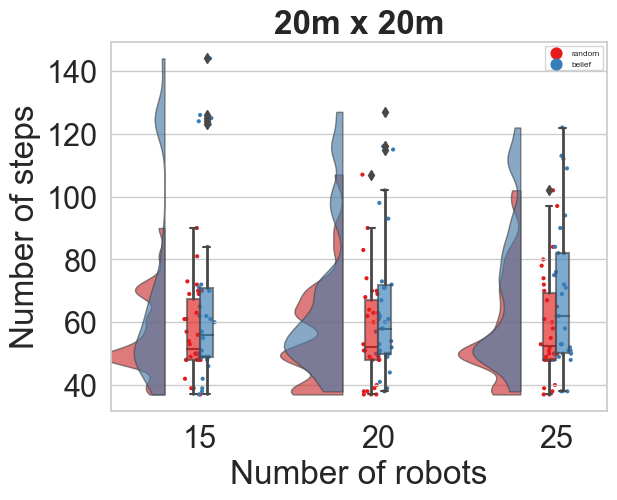 20m x 20m
random
belief
140
120
100
80
60
40
Number of steps
15 20 25
Number of robots